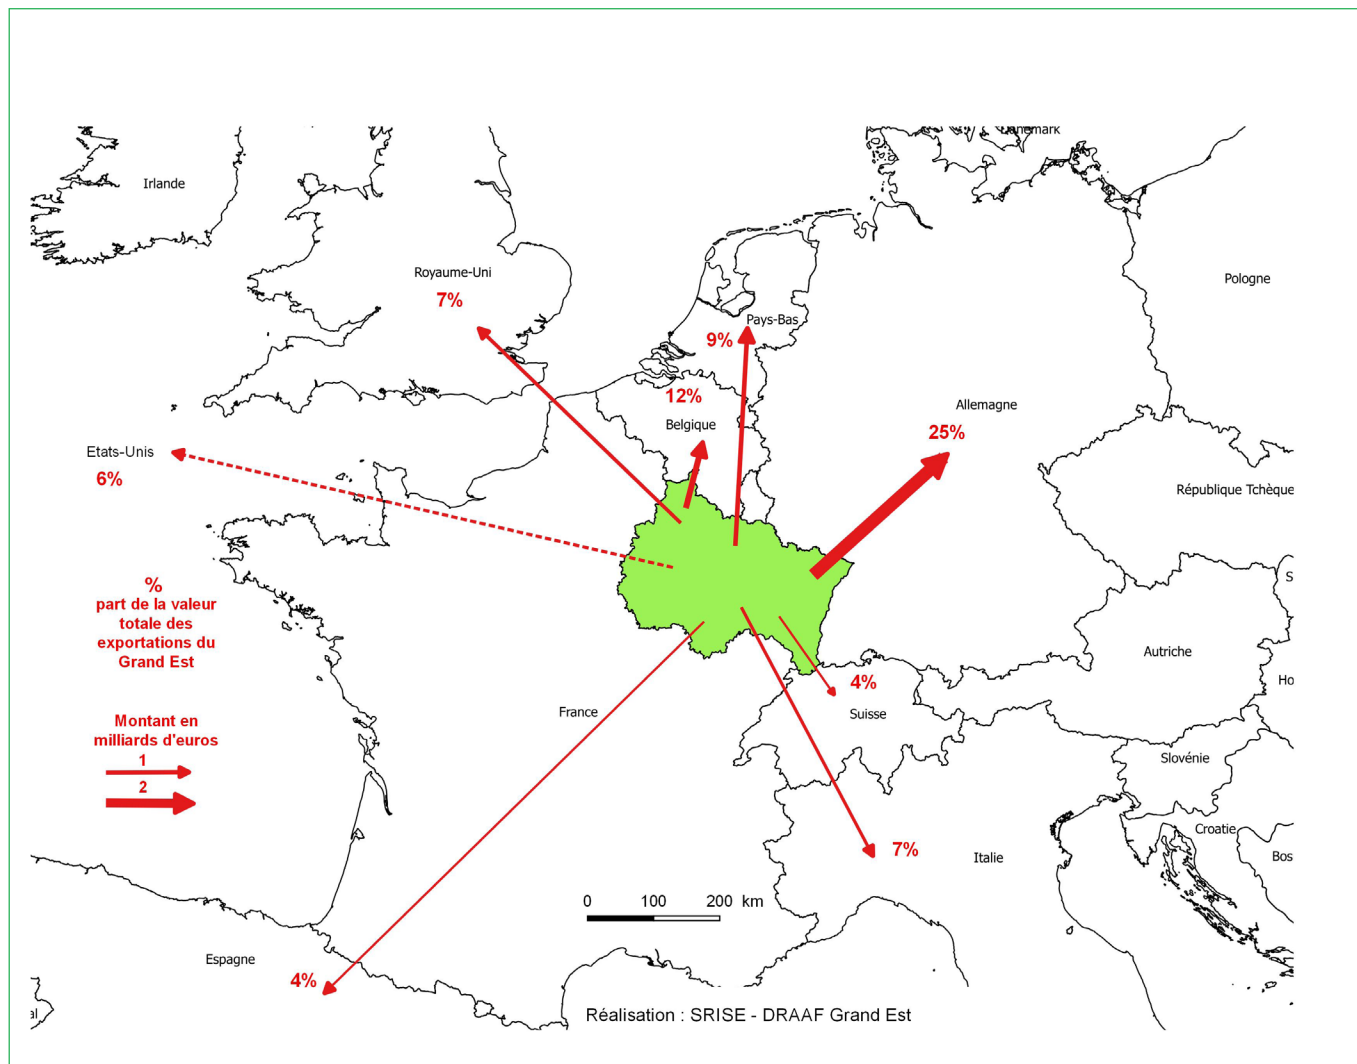 Danemark
Irlande
Royaume-Uni
7%
Pologne
Pays-Bas
9%
12%
Belgique
Allemagne
25%
Etats-Unis
6%
République Tchèque
S
%
part de la valeur
totale des
exportations du
Grand Est
Autriche
Ho
4%
Suisse
France
Montant en
milliards d'euros
1
2
Slovénie
Croatie
7%
Italie
Bos
0 100 200 km
Espagne
4%
al
Réalisation : SRISE - DRAAF Grand Est